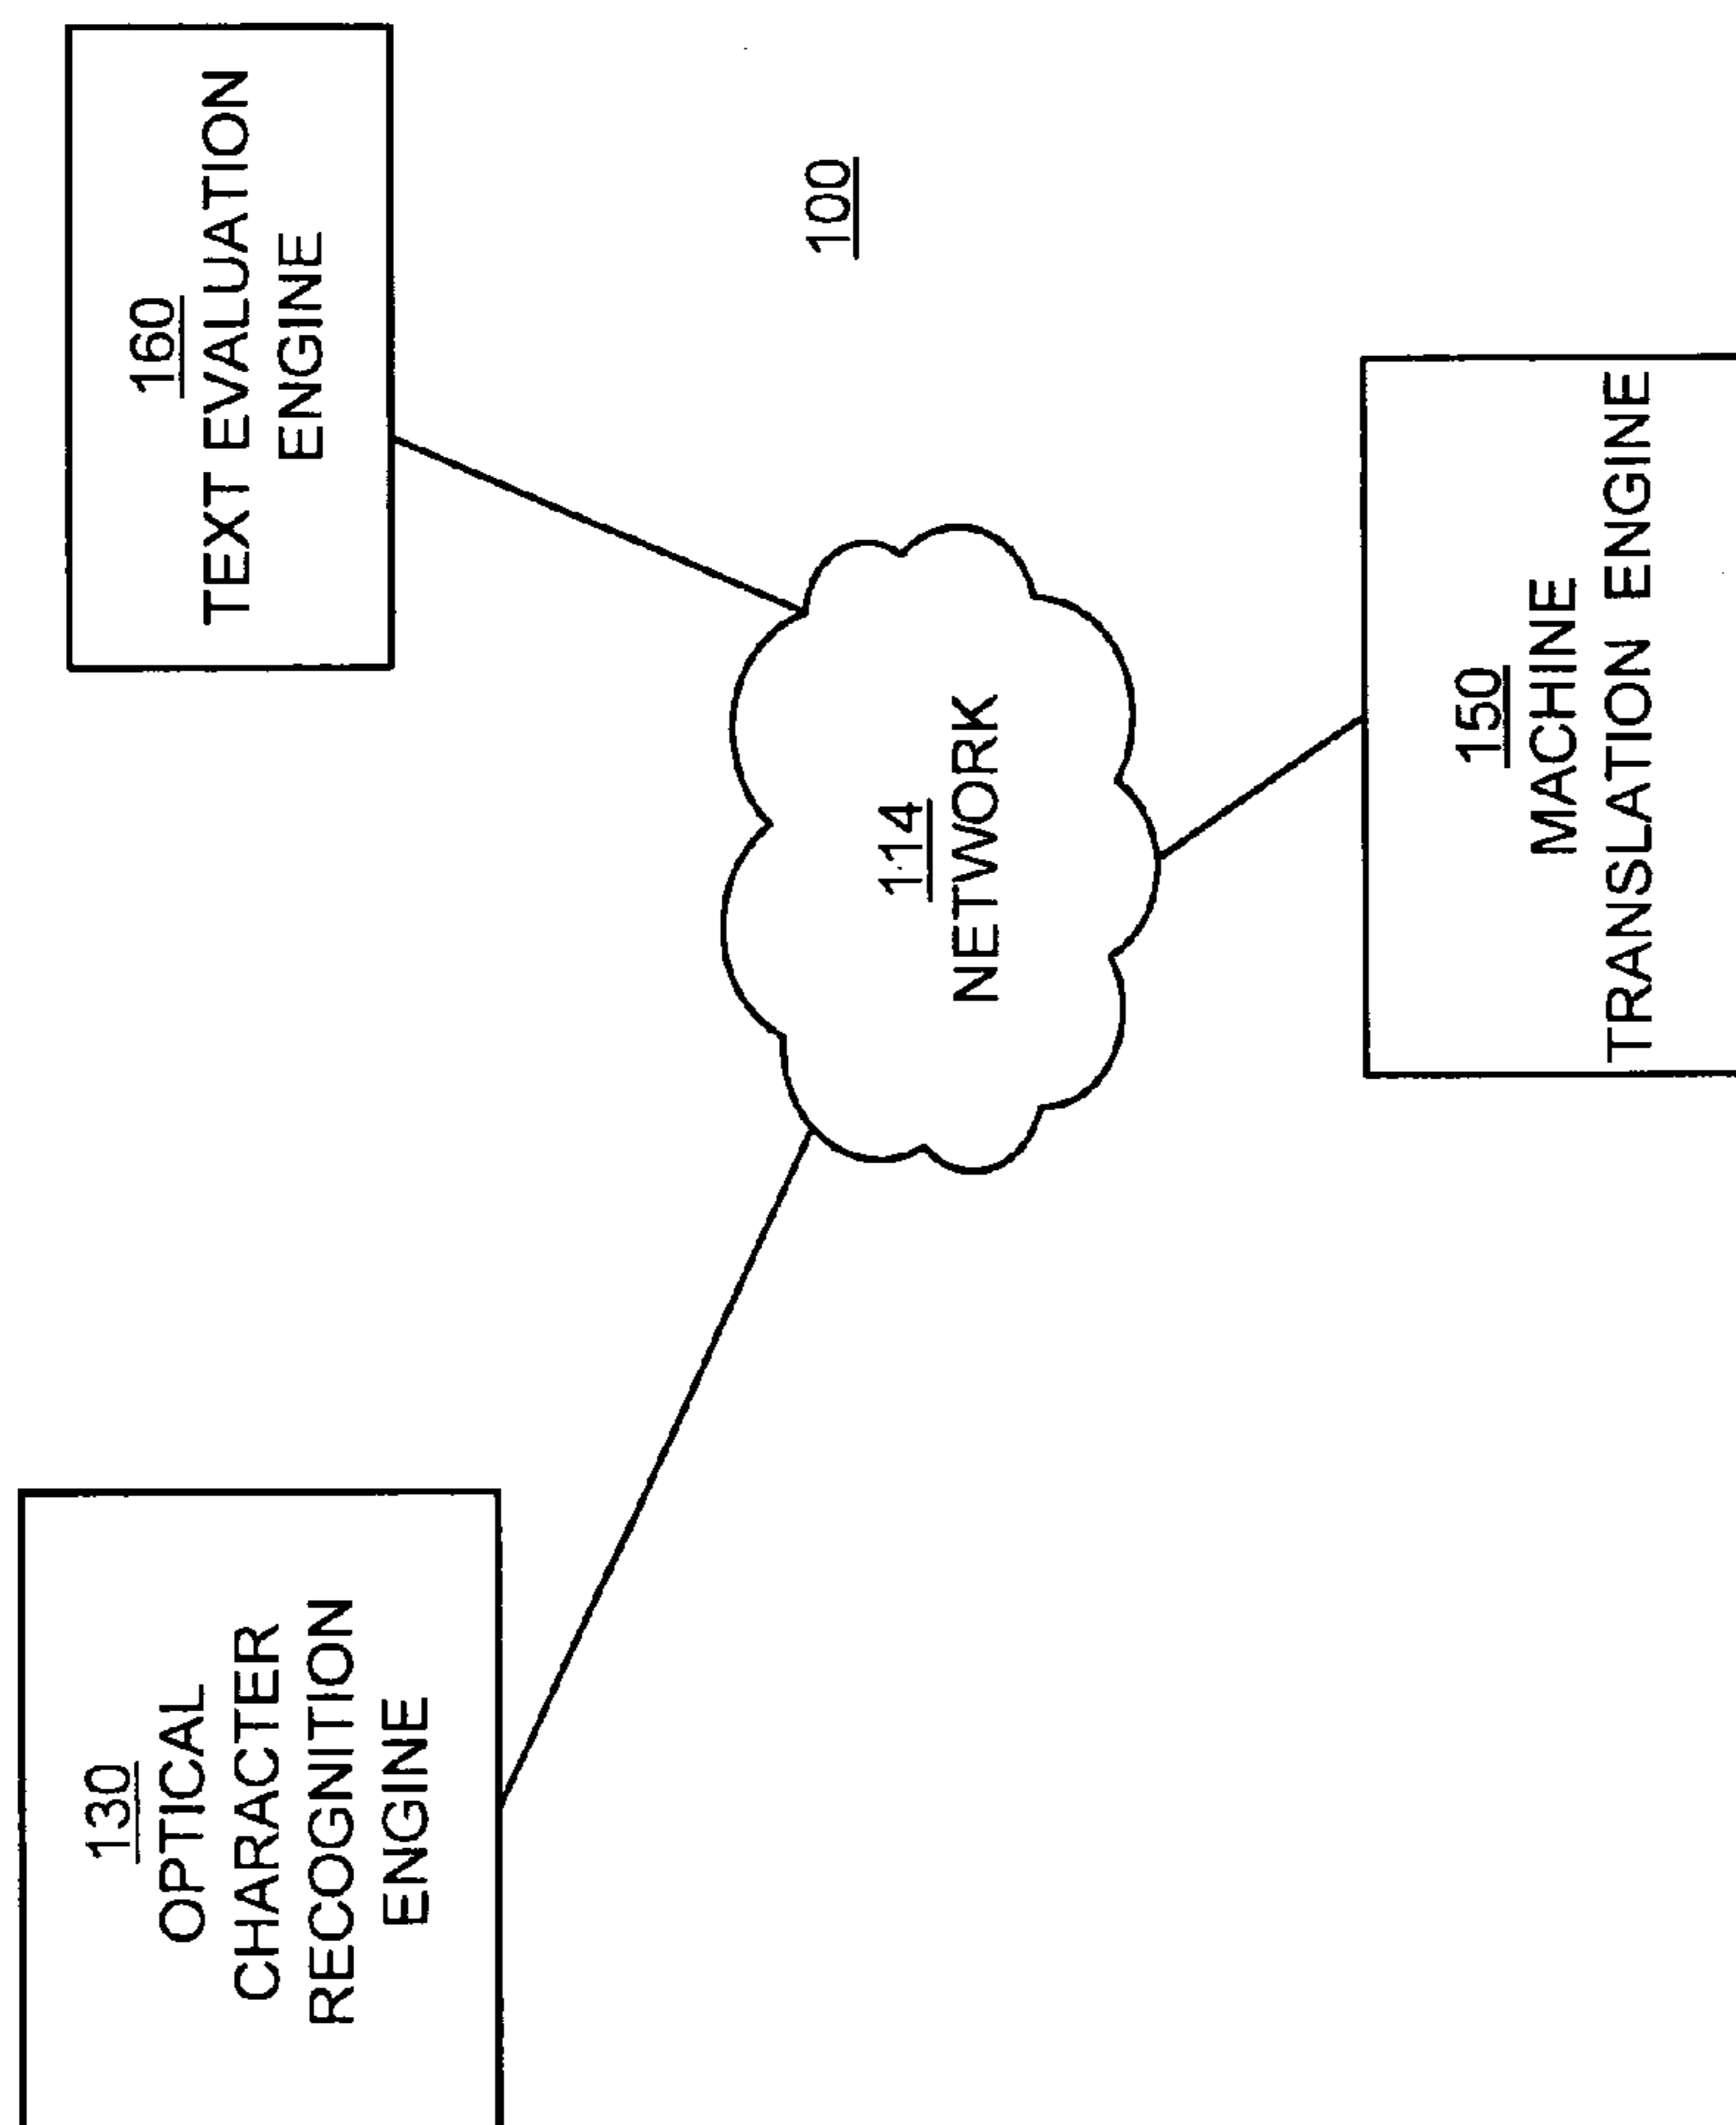 130
OPTICAL
CHARACTER
RECOGNITION
ENGINE
160
TEXT EVALUATION
ENGINE
100
114
NETWORK
150
MACHINE
TRANSLATION ENGINE